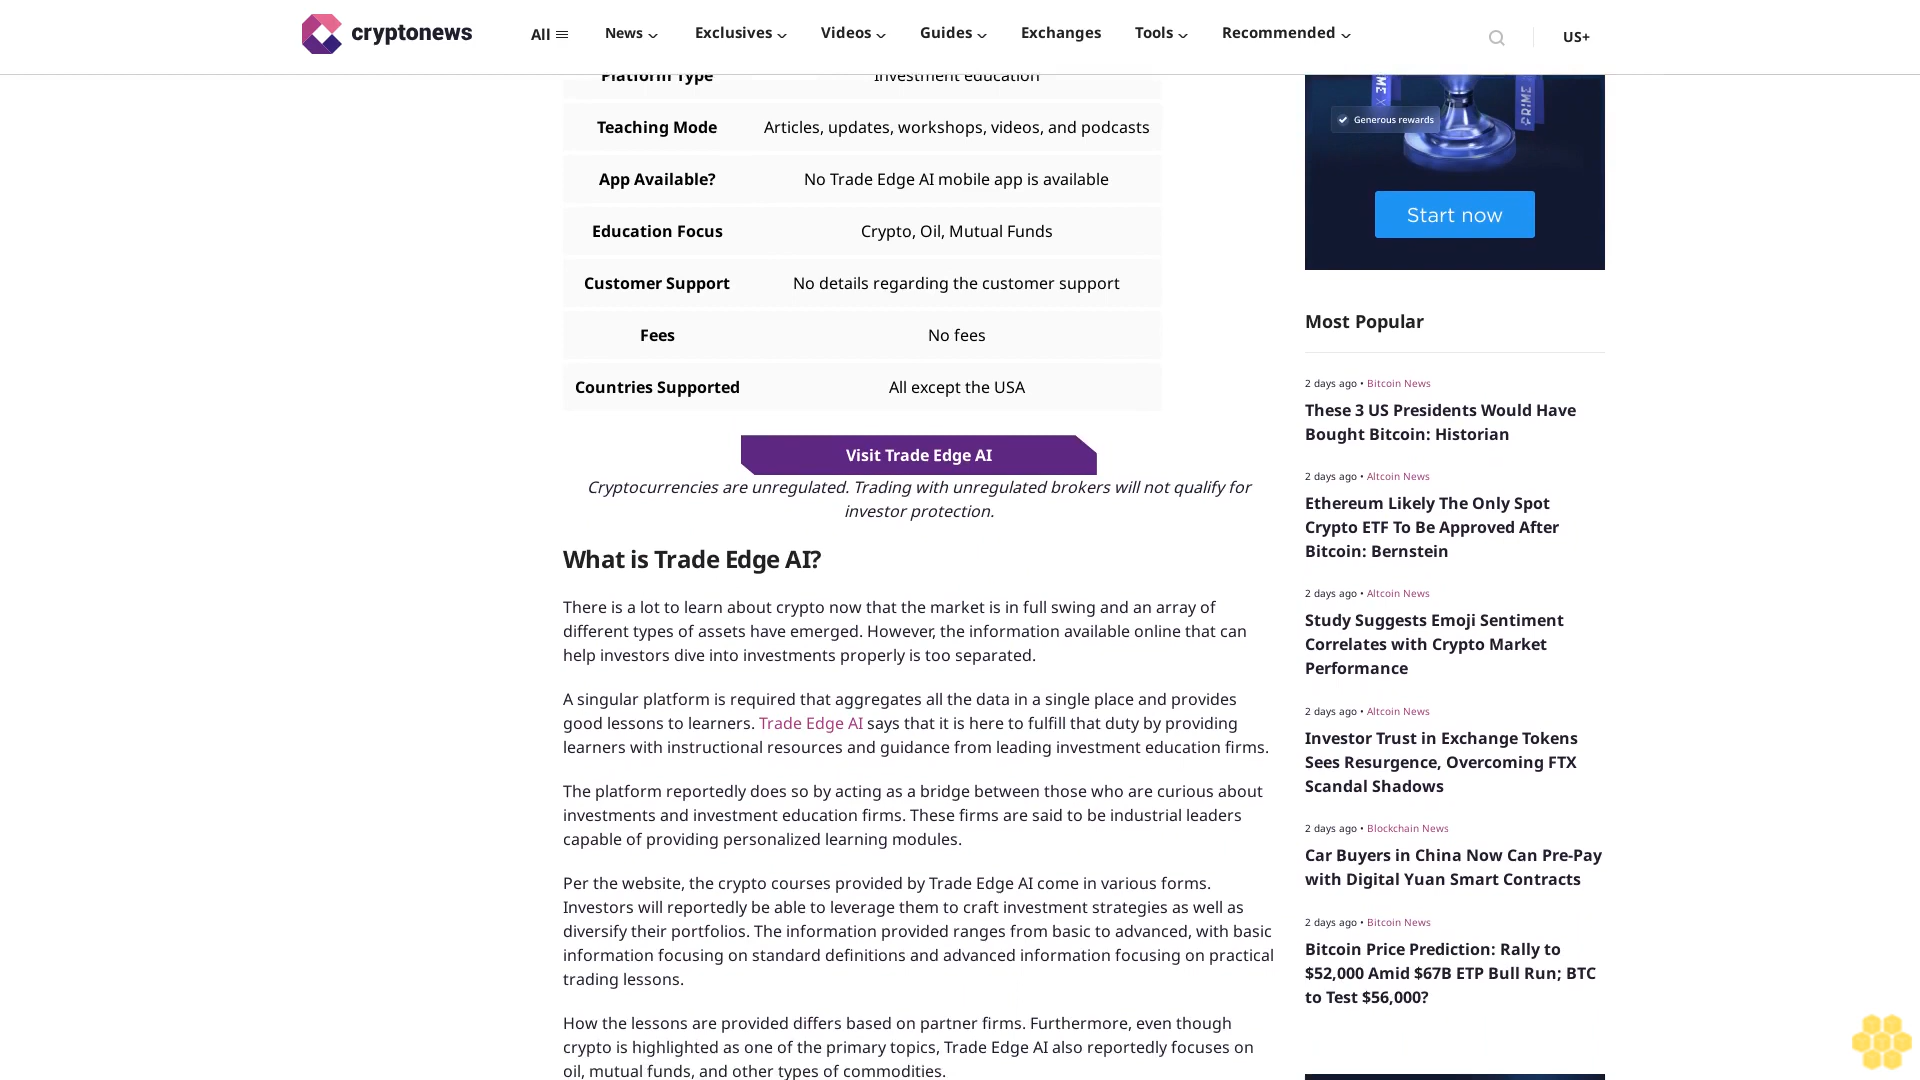 cryptonews
All
News
Exclusives
Videos
Guides
Exchanges
Tools
Recommended
US+
Platform Type
Investment education
Teaching Mode
Articles, updates, workshops, videos, and podcasts
App Available?
No Trade Edge AI mobile app is available
Education Focus
Crypto, Oil, Mutual Funds
Customer Support
No details regarding the customer support
Fees
No fees
Countries Supported
All except the USA
Visit Trade Edge AI
Cryptocurrencies are unregulated. Trading with unregulated brokers will not qualify for
investor protection.
What is Trade Edge AI?
There is a lot to learn about crypto now that the market is in full swing and an array of
different types of assets have emerged. However, the information available online that can
help investors dive into investments properly is too separated.
A singular platform is required that aggregates all the data in a single place and provides
good lessons to learners. Trade Edge AI says that it is here to fulfill that duty by providing
learners with instructional resources and guidance from leading investment education firms.
The platform reportedly does so by acting as a bridge between those who are curious about
investments and investment education firms. These firms are said to be industrial leaders
capable of providing personalized learning modules.
Per the website, the crypto courses provided by Trade Edge AI come in various forms.
Investors will reportedly be able to leverage them to craft investment strategies as well as
diversify their portfolios. The information provided ranges from basic to advanced, with basic
information focusing on standard definitions and advanced information focusing on practical
trading lessons.
How the lessons are provided differs based on partner firms. Furthermore, even though
crypto is highlighted as one of the primary topics, Trade Edge AI also reportedly focuses on
oil, mutual funds, and other types of commodities.
PRIME
Generous rewards
Start now
Most Popular
2 days ago • Bitcoin News
These 3 US Presidents Would Have
Bought Bitcoin: Historian
2 days ago • Altcoin News
Ethereum Likely The Only Spot
Crypto ETF To Be Approved After
Bitcoin: Bernstein
2 days ago • Altcoin News
Study Suggests Emoji Sentiment
Correlates with Crypto Market
Performance
2 days ago • Altcoin News
Investor Trust in Exchange Tokens
Sees Resurgence, Overcoming FTX
Scandal Shadows
2 days ago • Blockchain News
Car Buyers in China Now Can Pre-Pay
with Digital Yuan Smart Contracts
2 days ago • Bitcoin News
Bitcoin Price Prediction: Rally to
$52,000 Amid $67B ETP Bull Run; BTC
to Test $56,000?